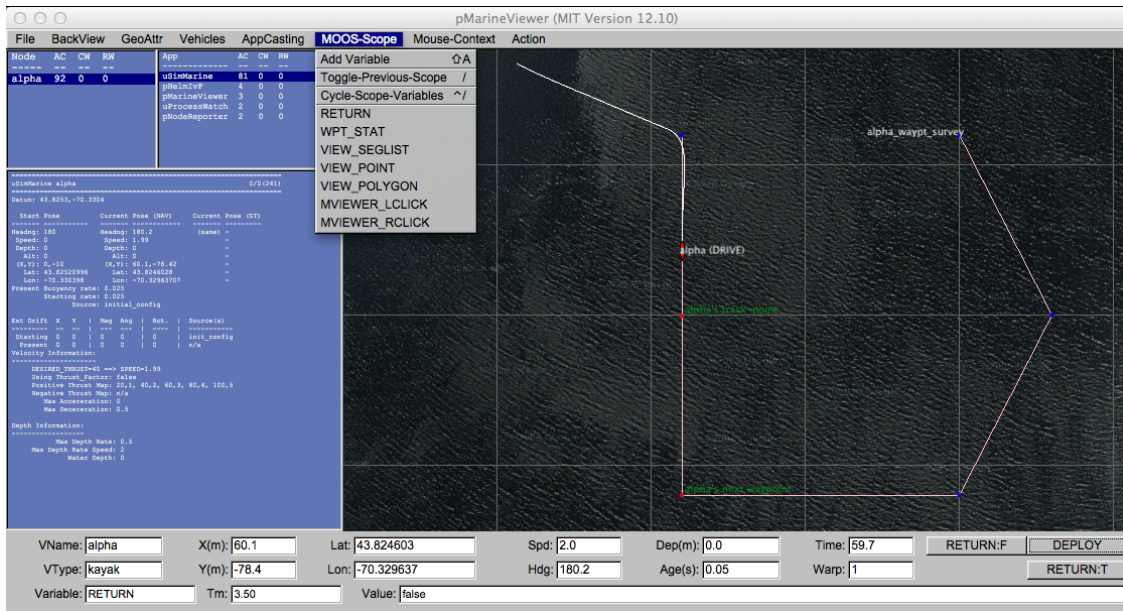 pMarineViewer (MIT Version 12.10)
File BackView GeoAttr Vehicles AppCasting MOOS-Scope Mouse-Context Action
Node AC CW RW
----- -- -- --
alpha 92 0 0
App AC CW RW
------------- -- -- --
uSimMarine 81 0 0
pHelmIvP 4 0 0
pMarineViewer 3 0 0
uProcessWatch 2 0 0
pNodeReporter 2 0 0
Add Variable ⇧A
Toggle-Previous-Scope /
Cycle-Scope-Variables ^/
RETURN
WPT_STAT
VIEW_SEGLIST
VIEW_POINT
VIEW_POLYGON
MVIEWER_LCLICK
MVIEWER_RCLICK
uSimMarine alpha 0/0(241)
Datum: 43.8253,-70.3304
Start Pose Current Pose (NAV) Current Pose (GT)
Headng: 180 Headng: 180.2 (same) -
Speed: 0 Speed: 1.99 -
Depth: 0 Depth: 0 -
Alt: 0 Alt: 0 -
(X,Y): 0,-10 (X,Y): 60.1,-78.42 -
Lat: 43.82520996 Lat: 43.8246028 -
Lon: -70.330398 Lon: -70.32963707 -
Present Buoyancy rate: 0.025
Starting rate: 0.025
Source: initial_config
Ext Drift X Y | Mag Ang | Rot. | Source(s)
Starting 0 0 | 0 0 | 0 | init_config
Present 0 0 | 0 0 | 0 | n/a
Velocity Information:
DESIRED_THRUST=40 ==> SPEED=1.99
Using Thrust_Factor: false
Positive Thrust Map: 20,1, 40,2, 60,3, 80,4, 100,5
Negative Thrust Map: n/a
Max Accereration: 0
Max Decereration: 0.5
Depth Information:
Max Depth Rate: 0.5
Max Depth Rate Speed: 2
Water Depth: 0
alpha_waypt_survey
alpha (DRIVE)
alpha's track-point
alpha's next waypoint
VName: alpha X(m): 60.1 Lat: 43.824603 Spd: 2.0 Dep(m): 0.0 Time: 59.7 RETURN:F DEPLOY
VType: kayak Y(m): -78.4 Lon: -70.329637 Hdg: 180.2 Age(s): 0.05 Warp: 1 RETURN:T
Variable: RETURN Tm: 3.50 Value: false